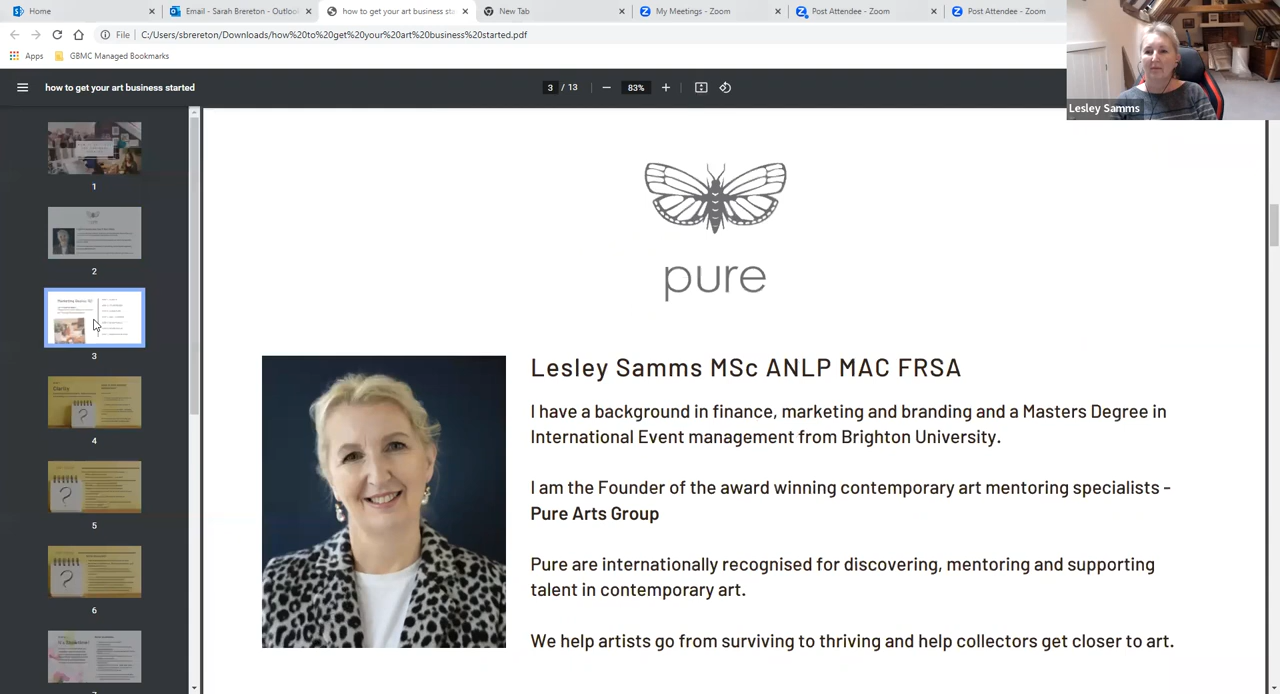 Home
Email - Sarah Brereton - Outloo
how to get your art business sta
New Tab
My Meetings - Zoom
Post Attendee - Zoom
Post Attendee - Zoom
File
C:/Users/sbrereton/Downloads/how%20to%20get%20your%20art%20business%20started.pdf
Apps
GBMC Managed Bookmarks
how to get your art business started
3 / 13
83%
Lesley Samms
1
2
3
Clarity
4
5
6
pure
Lesley Samms MSc ANLP MAC FRSA
I have a background in finance, marketing and branding and a Masters Degree in
International Event management from Brighton University.
I am the Founder of the award winning contemporary art mentoring specialists -
Pure Arts Group
Pure are internationally recognised for discovering, mentoring and supporting
talent in contemporary art.
We help artists go from surviving to thriving and help collectors get closer to art.